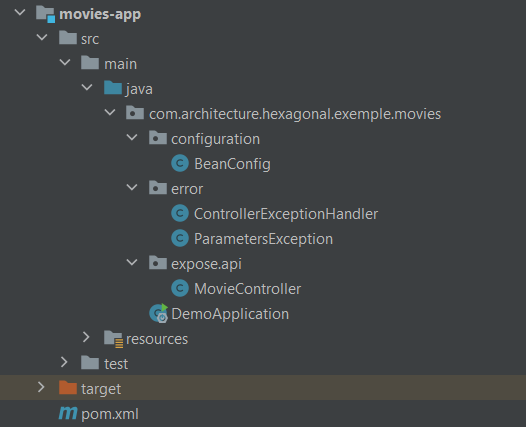 movies-app
src
main
java
com.architecture.hexagonal.exemple.movies
configuration
BeanConfig
error
ControllerExceptionHandler
ParametersException
expose.api
MovieController
DemoApplication
resources
test
target
pom.xml